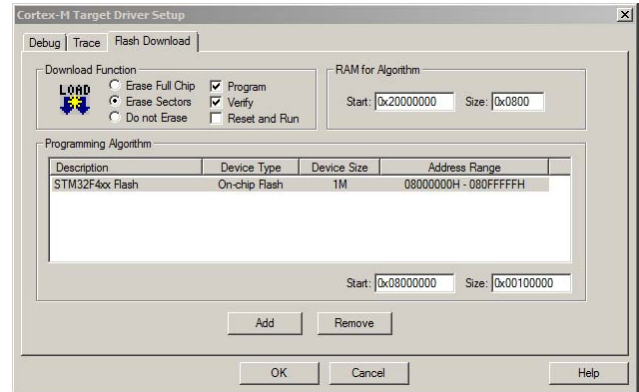 Cortex-M Target Driver Setup
Debug Trace Flash Download
Download Function
LOAD
Erase Full Chip
Erase Sectors
Do not Erase
Program
Verify
Reset and Run
RAM for Algorithm
Start: 0x20000000 Size: 0x0800
Programming Algorithm
Description Device Type Device Size Address Range
STM32F4xx Flash On-chip Flash 1M 08000000H - 080FFFFFH
Start: 0x08000000 Size: 0x00100000
Add Remove
OK Cancel Help